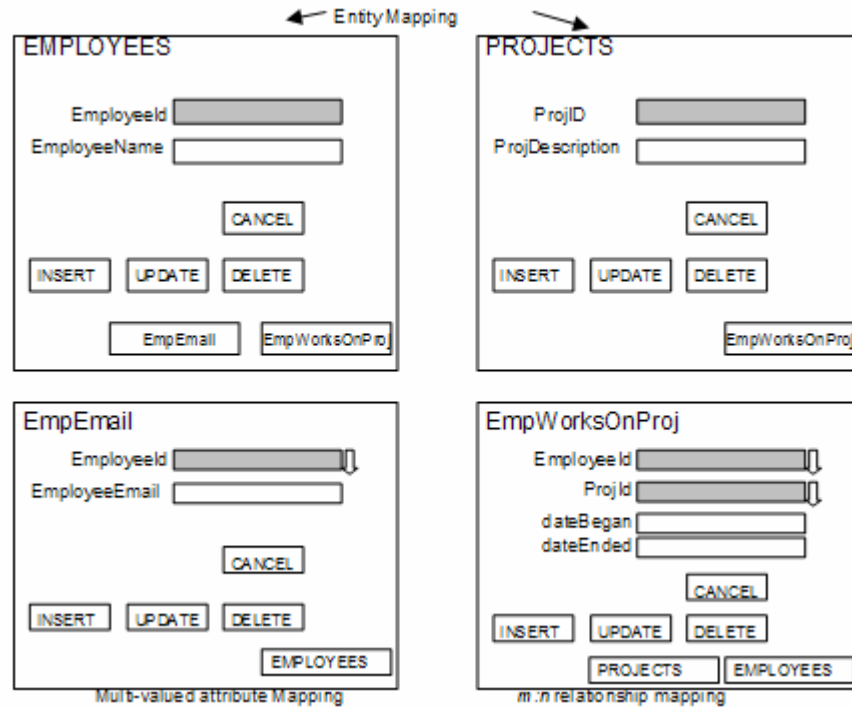 Entity Mapping
EMPLOYEES
EmployeeId
EmployeeName
CANCEL
INSERT UPDATE DELETE
EmpEmail EmpWorksOnProj
PROJECTS
ProjID
ProjDescription
CANCEL
INSERT UPDATE DELETE
EmpWorksOnProj
EmpEmail
EmployeeId
EmployeeEmail
CANCEL
INSERT UPDATE DELETE
EMPLOYEES
Multi-valued attribute Mapping
EmpWorksOnProj
EmployeeId
ProjId
dateBegan
dateEnded
CANCEL
INSERT UPDATE DELETE
PROJECTS EMPLOYEES
m:n relationship mapping